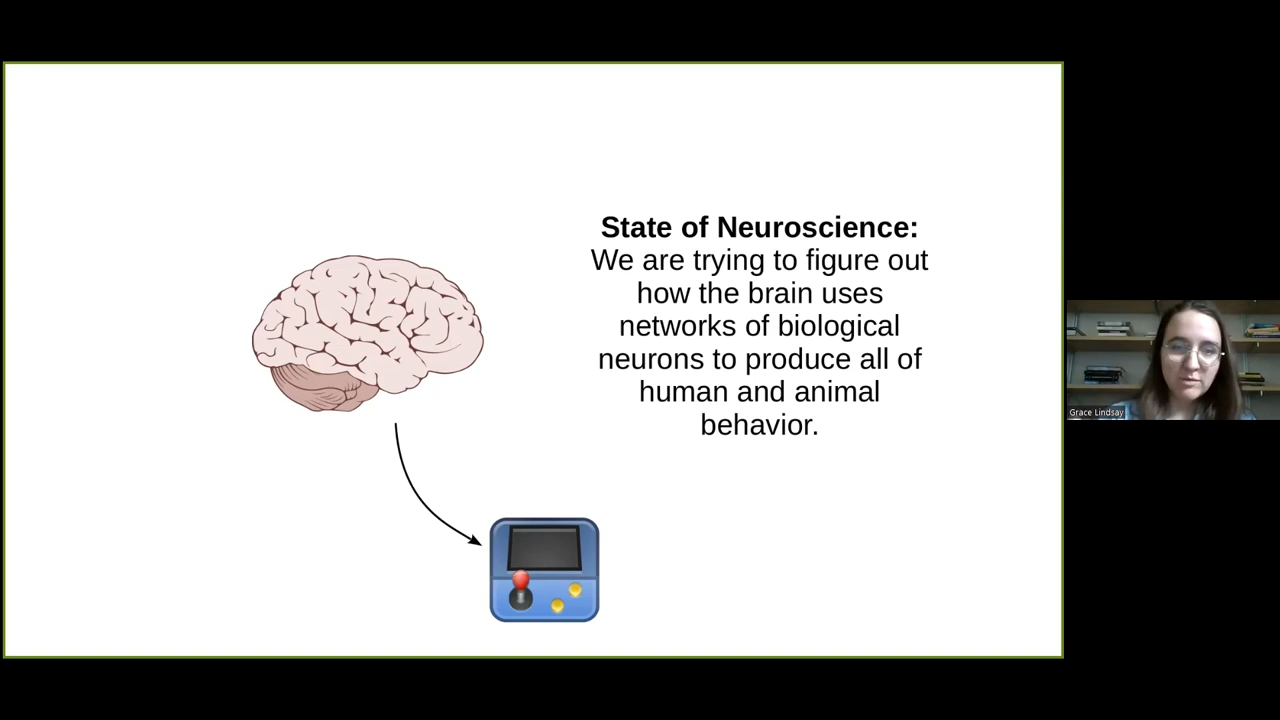 State of Neuroscience:
We are trying to figure out
how the brain uses
networks of biological
neurons to produce all of
human and animal
behavior.
Grace Lindsay